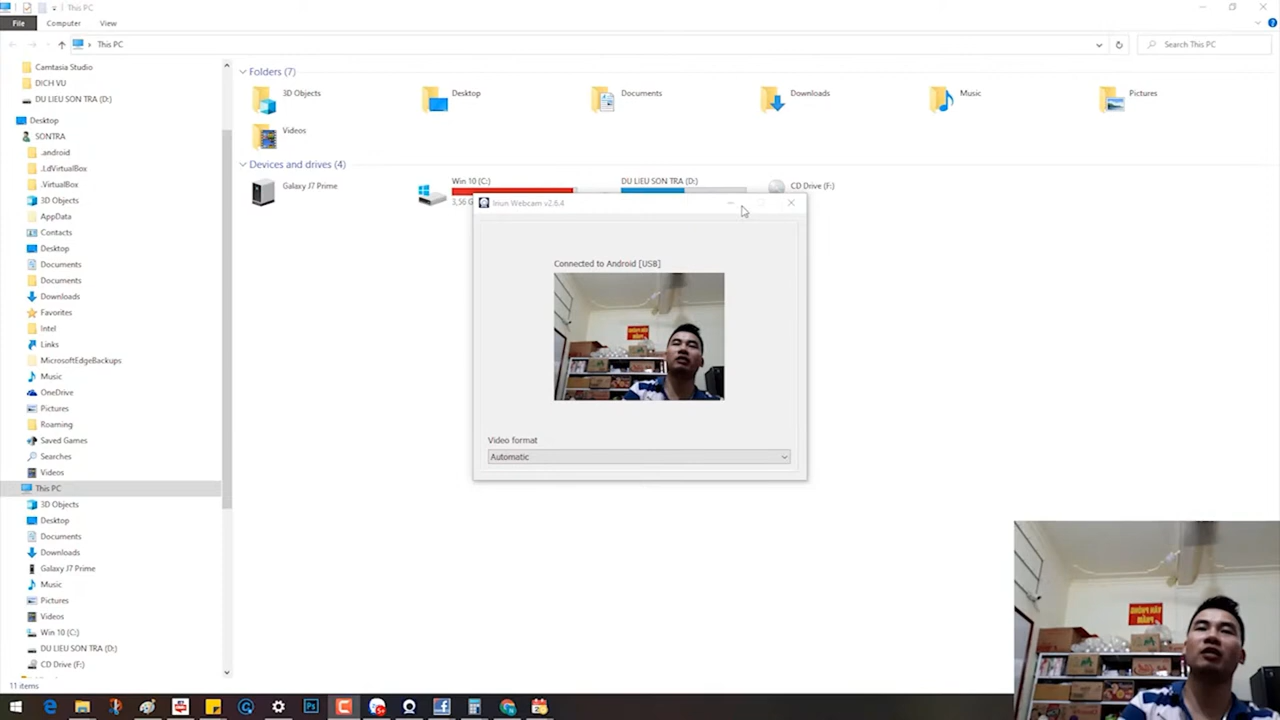 This PC
File
Computer
View
This PC
Search This PC
Camtasia Studio
DICH VU
DU LIEU SON TRA (D:)
Desktop
SONTRA
.android
.LdVirtualBox
.VirtualBox
3D Objects
AppData
Contacts
Desktop
Documents
Documents
Downloads
Favorites
Intel
Links
MicrosoftEdgeBackups
Music
OneDrive
Pictures
Roaming
Saved Games
Searches
Videos
This PC
3D Objects
Desktop
Documents
Downloads
Galaxy J7 Prime
Music
Pictures
Videos
Win 10 (C:)
DU LIEU SON TRA (D:)
CD Drive (F:)
11 items
Folders (7)
3D Objects
Desktop
Documents
Downloads
Music
Pictures
Videos
Devices and drives (4)
Galaxy J7 Prime
Win 10 (C:)
3,56 G
DU LIEU SON TRA (D:)
CD Drive (F:)
Iriun Webcam v2.6.4
Connected to Android [USB]
Video format
Automatic